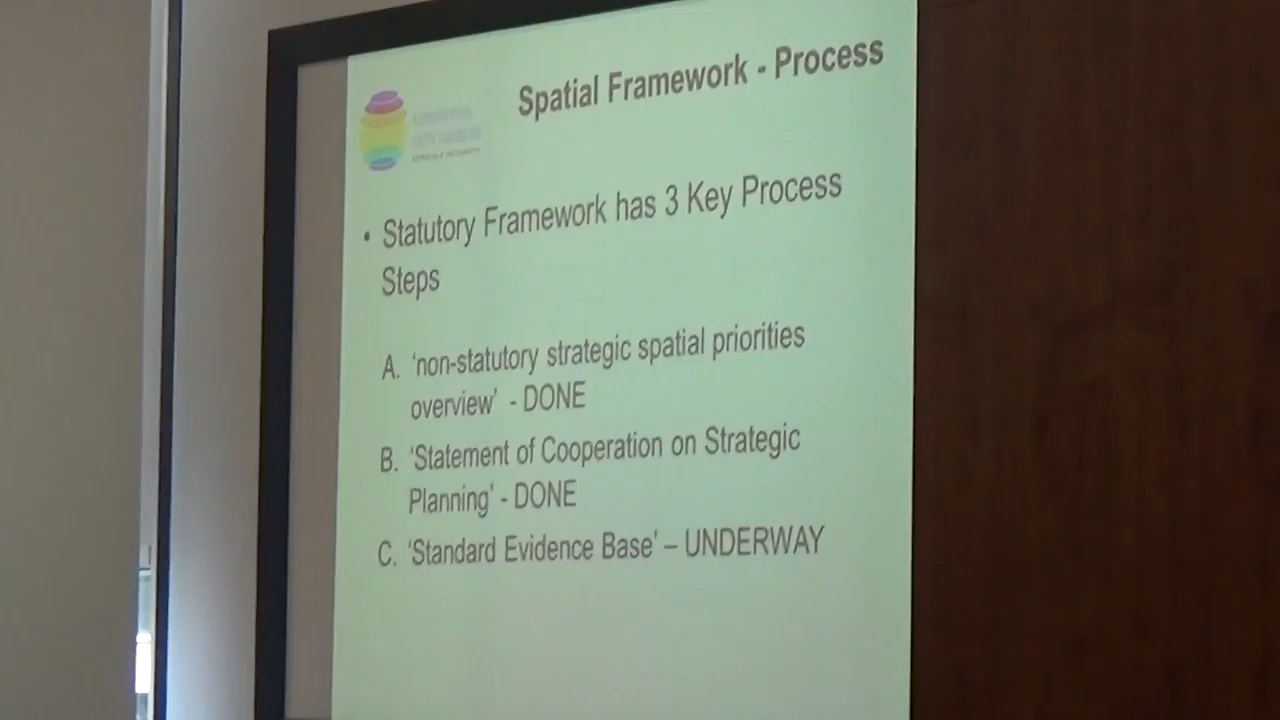 Spatial Framework - Process
• Statutory Framework has 3 Key Process
Steps
A. ‘non-statutory strategic spatial priorities
overview’ - DONE
B. ‘Statement of Cooperation on Strategic
Planning’ - DONE
C. ‘Standard Evidence Base’ – UNDERWAY